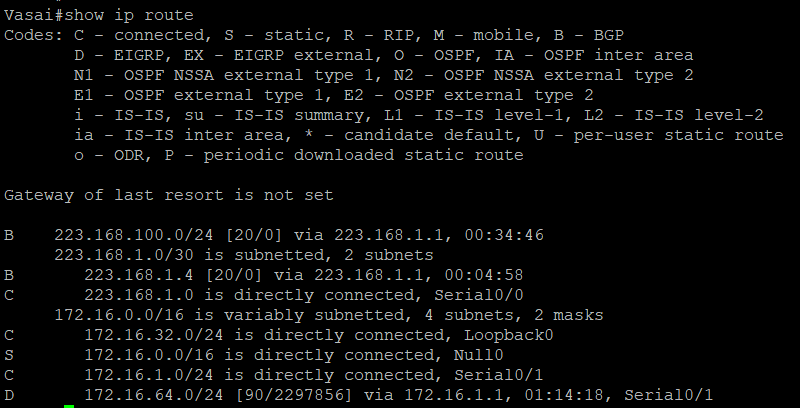 Vasai#show ip route
Codes: C - connected, S - static, R - RIP, M - mobile, B - BGP
       D - EIGRP, EX - EIGRP external, O - OSPF, IA - OSPF inter area
       N1 - OSPF NSSA external type 1, N2 - OSPF NSSA external type 2
       E1 - OSPF external type 1, E2 - OSPF external type 2
       i - IS-IS, su - IS-IS summary, L1 - IS-IS level-1, L2 - IS-IS level-2
       ia - IS-IS inter area, * - candidate default, U - per-user static route
       o - ODR, P - periodic downloaded static route

Gateway of last resort is not set

B    223.168.100.0/24 [20/0] via 223.168.1.1, 00:34:46
     223.168.1.0/30 is subnetted, 2 subnets
B       223.168.1.4 [20/0] via 223.168.1.1, 00:04:58
C       223.168.1.0 is directly connected, Serial0/0
     172.16.0.0/16 is variably subnetted, 4 subnets, 2 masks
C       172.16.32.0/24 is directly connected, Loopback0
S       172.16.0.0/16 is directly connected, Null0
C       172.16.1.0/24 is directly connected, Serial0/1
D       172.16.64.0/24 [90/2297856] via 172.16.1.1, 01:14:18, Serial0/1